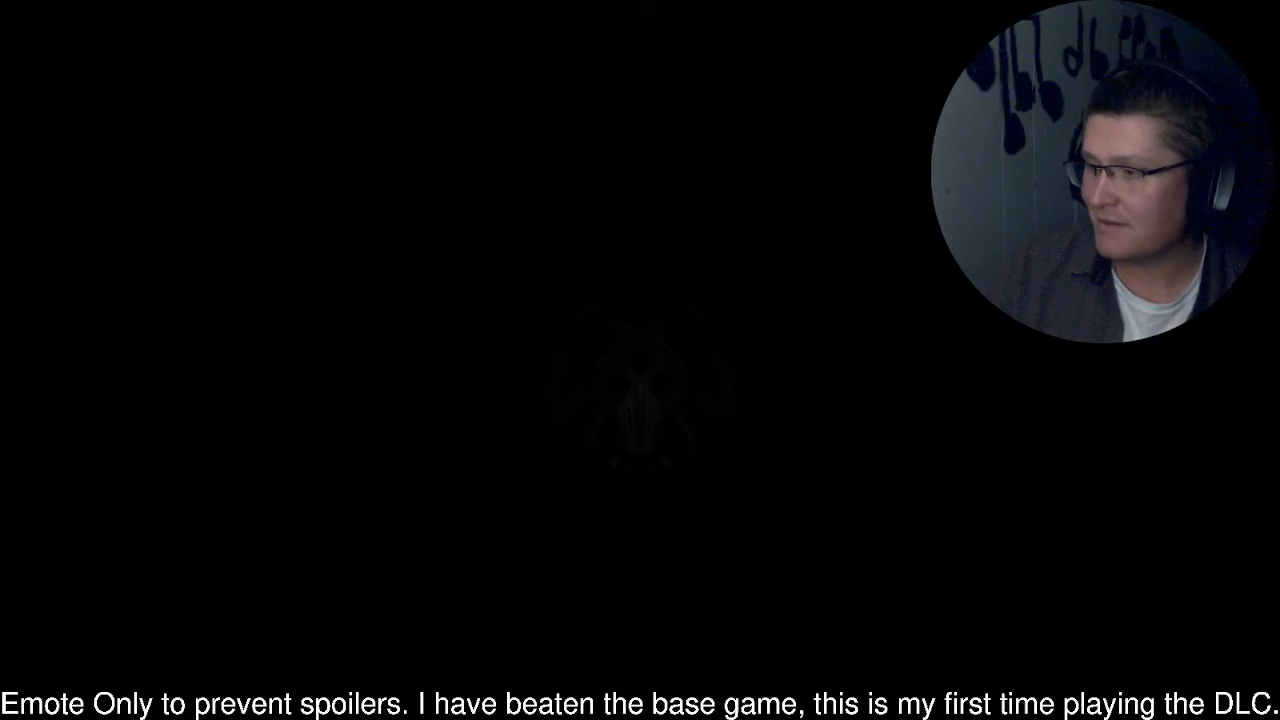 Emote Only to prevent spoilers. I have beaten the base game, this is my first time playing the DLC.